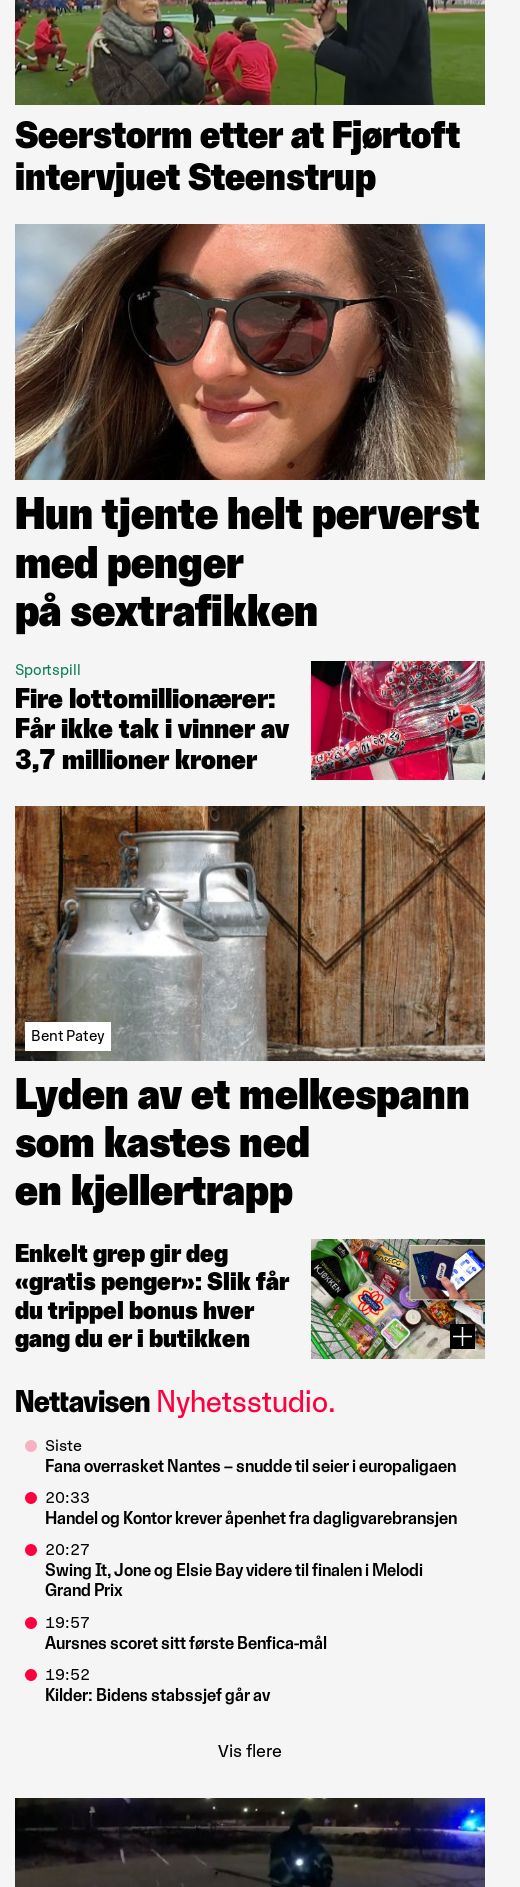 Seerstorm etter at Fjørtoft
intervjuet Steenstrup
Hun tjente helt perverst
med penger
på sextrafikken
Sportspill
Fire lottomillionærer:
Får ikke tak i vinner av
3,7 millioner kroner
28
24
Bent Patey
Lyden av et melkespann
som kastes ned
en kjellertrapp
Enkelt grep gir deg
«gratis penger»: Slik får
du trippel bonus hver
gang du er i butikken
KJØKKEN
Nettavisen Nyhetsstudio.
Siste
Fana overrasket Nantes – snudde til seier i europaligaen
20:33
Handel og Kontor krever åpenhet fra dagligvarebransjen
20:27
Swing It, Jone og Elsie Bay videre til finalen i Melodi
Grand Prix
19:57
Aursnes scoret sitt første Benfica-mål
19:52
Kilder: Bidens stabssjef går av
Vis flere